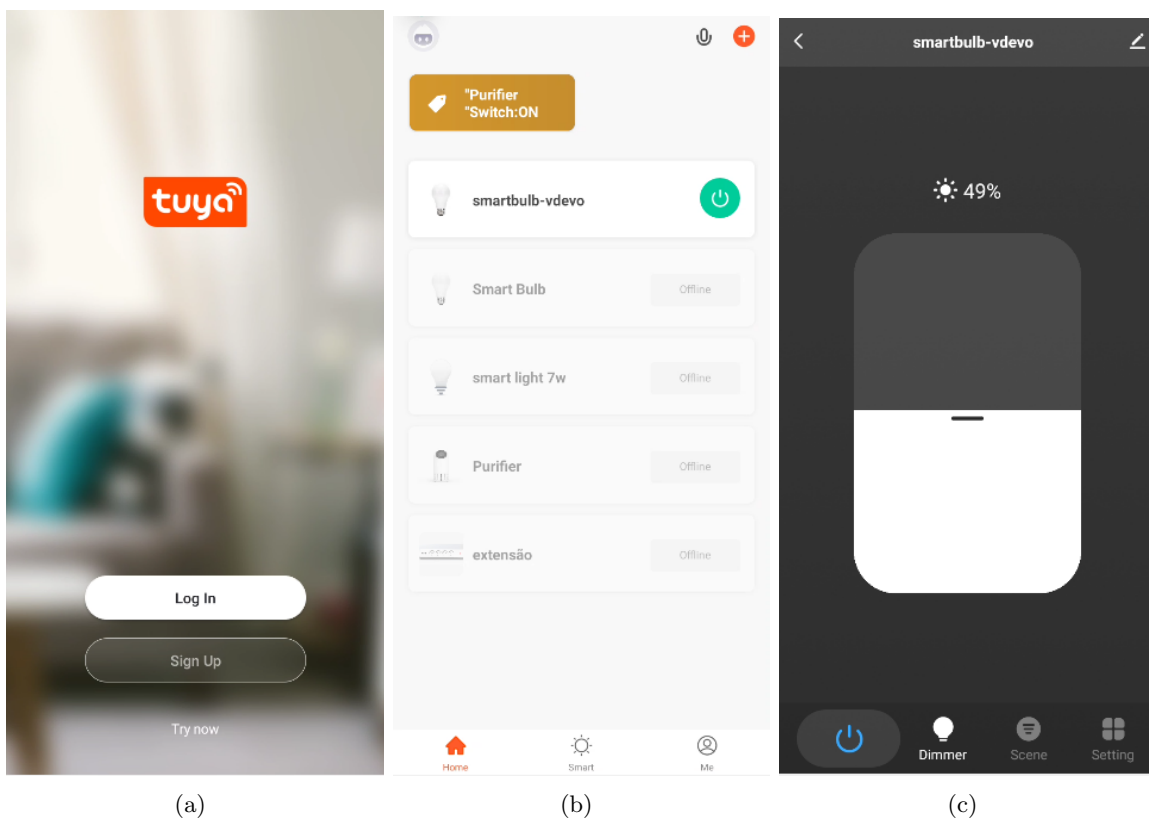 tuya
Log In
Sign Up
Try now
"Purifier
"Switch:ON
smartbulb-vdevo
Smart Bulb
Offline
smart light 7w
Offline
Purifier
Offline
extensão
Offline
Home
Smart
Me
smartbulb-vdevo
49%
Dimmer
Scene
Setting
(a)
(b)
(c)